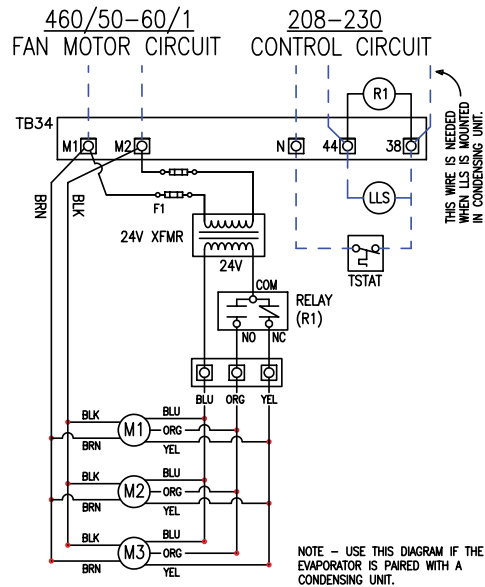 460/50-60/1
FAN MOTOR CIRCUIT
208-230
CONTROL CIRCUIT
R1
TB34
M1
M2
N
44
38
THIS WIRE IS NEEDED
WHEN LLS IS MOUNTED
IN CONDENSING UNIT.
BRN
BLK
F1
LLS
24V XFMR
24V
TSTAT
COM
RELAY
(R1)
NO
NC
BLU
ORG
YEL
BLK
BRN
M1
BLU
ORG
YEL
BLK
BRN
M2
BLU
ORG
YEL
BLK
BRN
M3
BLU
ORG
YEL
NOTE - USE THIS DIAGRAM IF THE
EVAPORATOR IS PAIRED WITH A
CONDENSING UNIT.